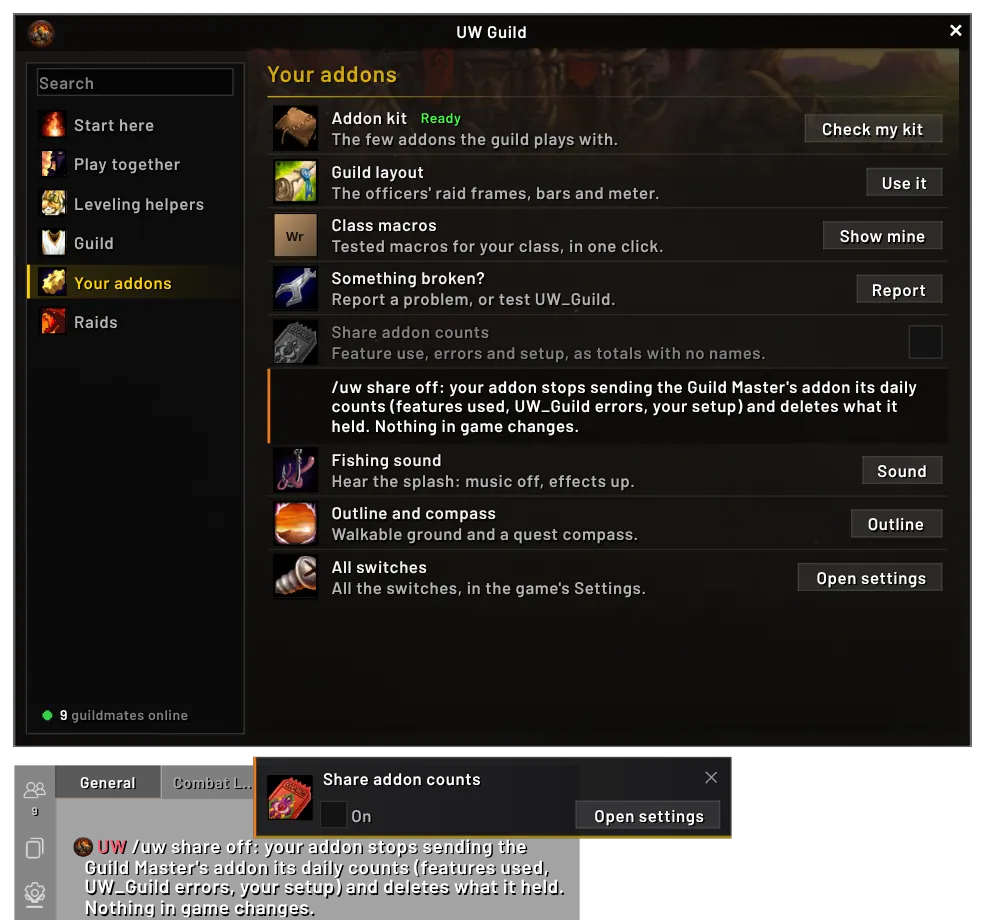 UW Guild
Search
Start here
Play together
Leveling helpers
Guild
Your addons
Raids
9 guildmates online
Your addons
Addon kit Ready
The few addons the guild plays with.
Check my kit
Guild layout
The officers' raid frames, bars and meter.
Use it
Wr
Class macros
Tested macros for your class, in one click.
Show mine
Something broken?
Report a problem, or test UW_Guild.
Report
Share addon counts
Feature use, errors and setup, as totals with no names.
/uw share off: your addon stops sending the Guild Master's addon its daily
counts (features used, UW_Guild errors, your setup) and deletes what it
held. Nothing in game changes.
Fishing sound
Hear the splash: music off, effects up.
Sound
Outline and compass
Walkable ground and a quest compass.
Outline
All switches
All the switches, in the game's Settings.
Open settings
9
General
Combat L...
Share addon counts
On
Open settings
UW /uw share off: your addon stops sending the
Guild Master's addon its daily counts (features used,
UW_Guild errors, your setup) and deletes what it held.
Nothing in game changes.